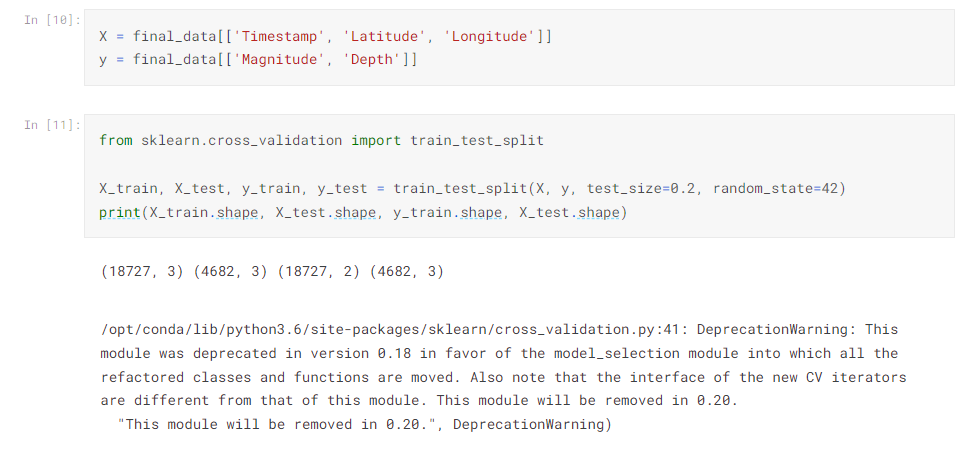 In [10]:
X = final_data[['Timestamp', 'Latitude', 'Longitude']]
y = final_data[['Magnitude', 'Depth']]
In [11]:
from sklearn.cross_validation import train_test_split
X_train, X_test, y_train, y_test = train_test_split(X, y, test_size=0.2, random_state=42)
print(X_train.shape, X_test.shape, y_train.shape, X_test.shape)
(18727, 3) (4682, 3) (18727, 2) (4682, 3)
/opt/conda/lib/python3.6/site-packages/sklearn/cross_validation.py:41: DeprecationWarning: This
module was deprecated in version 0.18 in favor of the model_selection module into which all the
refactored classes and functions are moved. Also note that the interface of the new CV iterators
are different from that of this module. This module will be removed in 0.20.
"This module will be removed in 0.20.", DeprecationWarning)